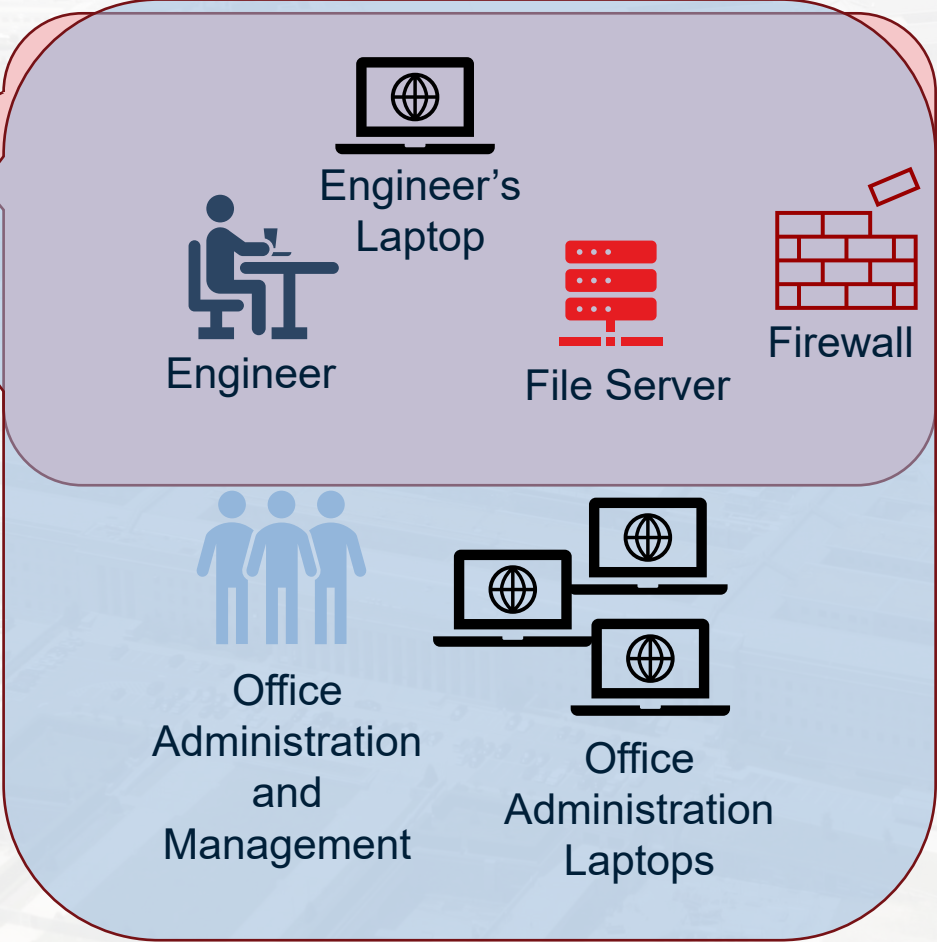 Engineer’s
Laptop
Engineer
File Server
Firewall
Office
Administration
and
Management
Office
Administration
Laptops